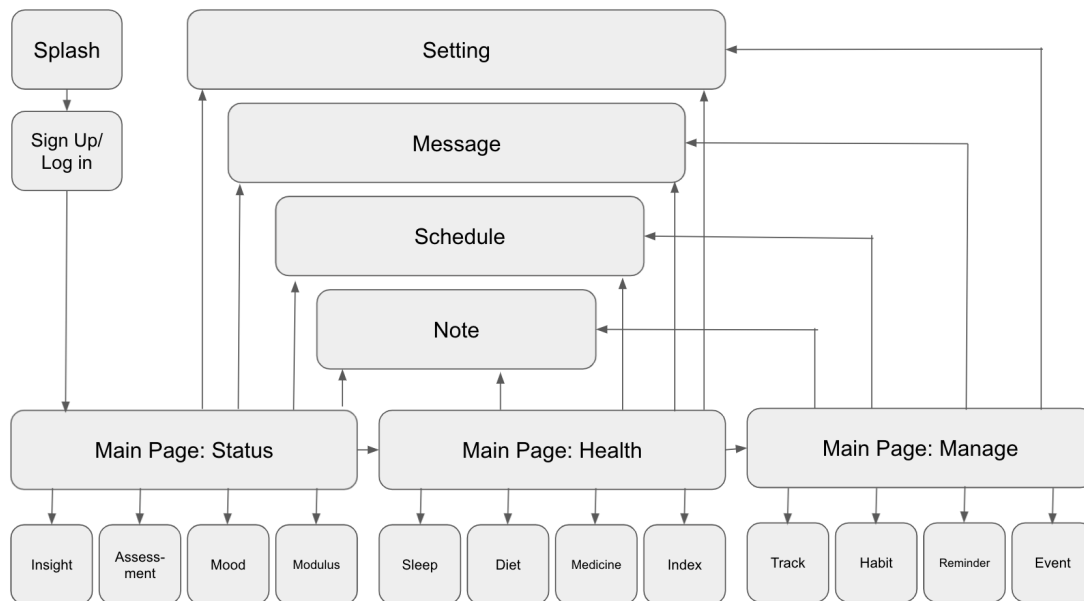 Splash
Setting
Sign Up/
Log in
Message
Schedule
Note
Main Page: Status
Main Page: Health
Main Page: Manage
Insight
Assess-
ment
Mood
Modulus
Sleep
Diet
Medicine
Index
Track
Habit
Reminder
Event